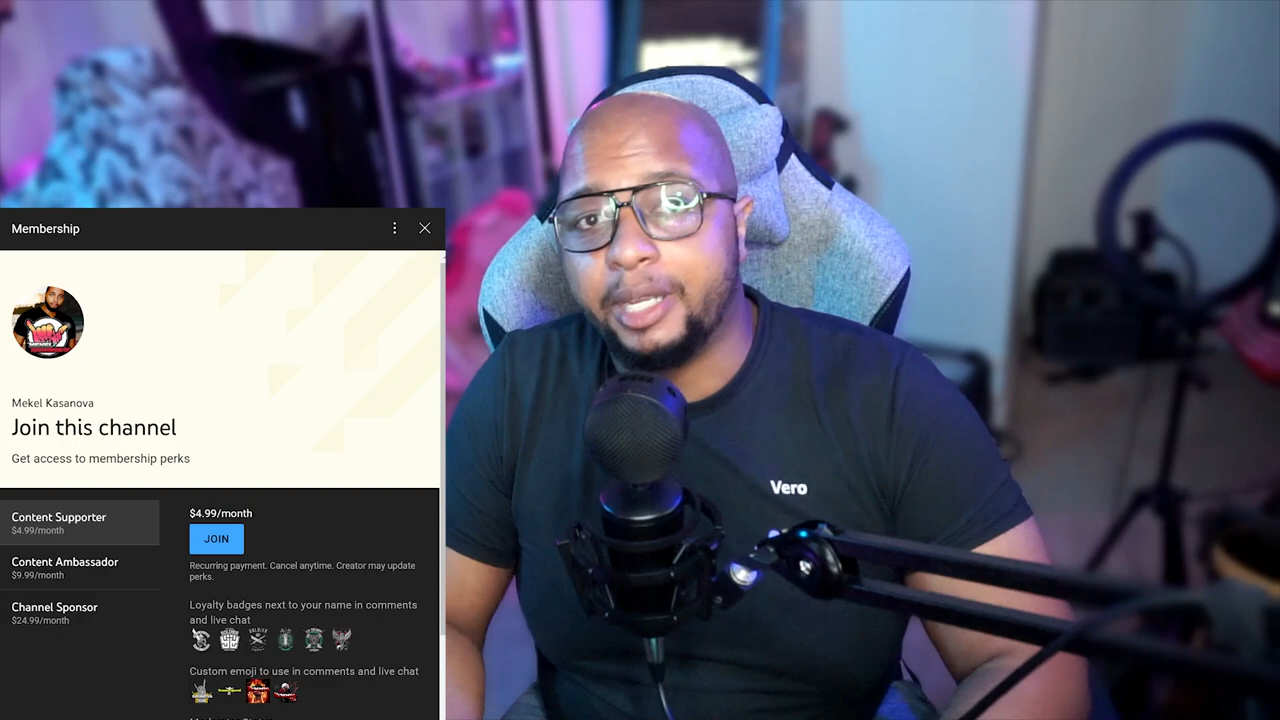 Membership
Mekel Kasanova
Join this channel
Get access to membership perks
Content Supporter
$4.99/month
Content Ambassador
$9.99/month
Channel Sponsor
$24.99/month
$4.99/month
JOIN
Recurring payment. Cancel anytime. Creator may update
perks.
Loyalty badges next to your name in comments
and live chat
Custom emoji to use in comments and live chat
Vero